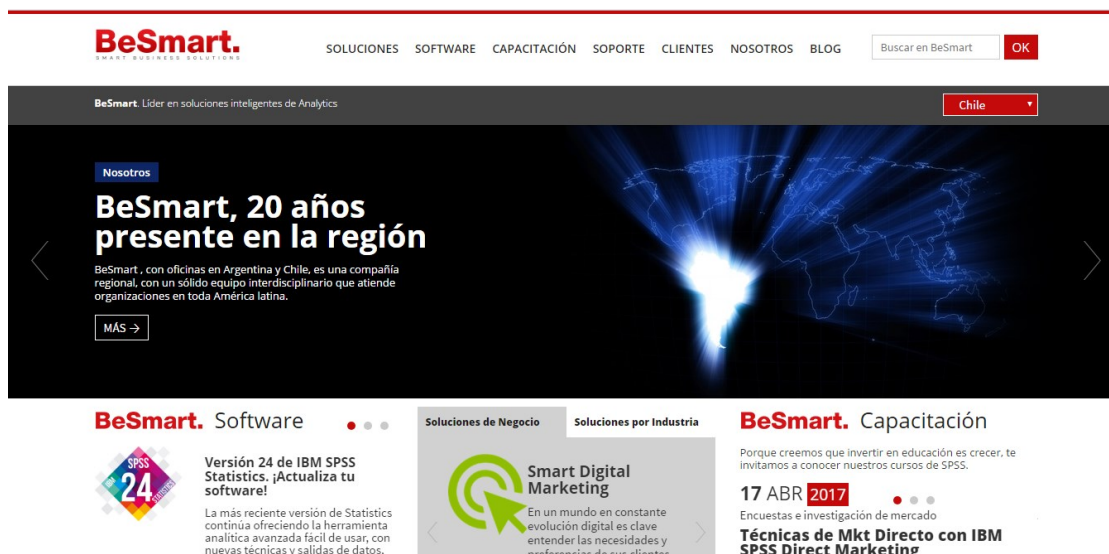 BeSmart.
SMART BUSINESS SOLUTIONS
SOLUCIONES SOFTWARE CAPACITACIÓN SOPORTE CLIENTES NOSOTROS BLOG
Buscar en BeSmart OK
BeSmart. Líder en soluciones inteligentes de Analytics
Chile
Nosotros
BeSmart, 20 años
presente en la región
BeSmart , con oficinas en Argentina y Chile, es una compañía
regional, con un sólido equipo interdisciplinario que atiende
organizaciones en toda América latina.
MÁS →
BeSmart. Software
SPSS
24
STATISTICS
Versión 24 de IBM SPSS
Statistics. ¡Actualiza tu
software!
La más reciente versión de Statistics
continúa ofreciendo la herramienta
analítica avanzada fácil de usar, con
nuevas técnicas y salidas de datos.
Soluciones de Negocio
Soluciones por Industria
Smart Digital
Marketing
En un mundo en constante
evolución digital es clave
entender las necesidades y
preferencias de sus clientes
BeSmart. Capacitación
Porque creemos que invertir en educación es crecer, te
invitamos a conocer nuestros cursos de SPSS.
17 ABR 2017
Encuestas e investigación de mercado
Técnicas de Mkt Directo con IBM
SPSS Direct Marketing